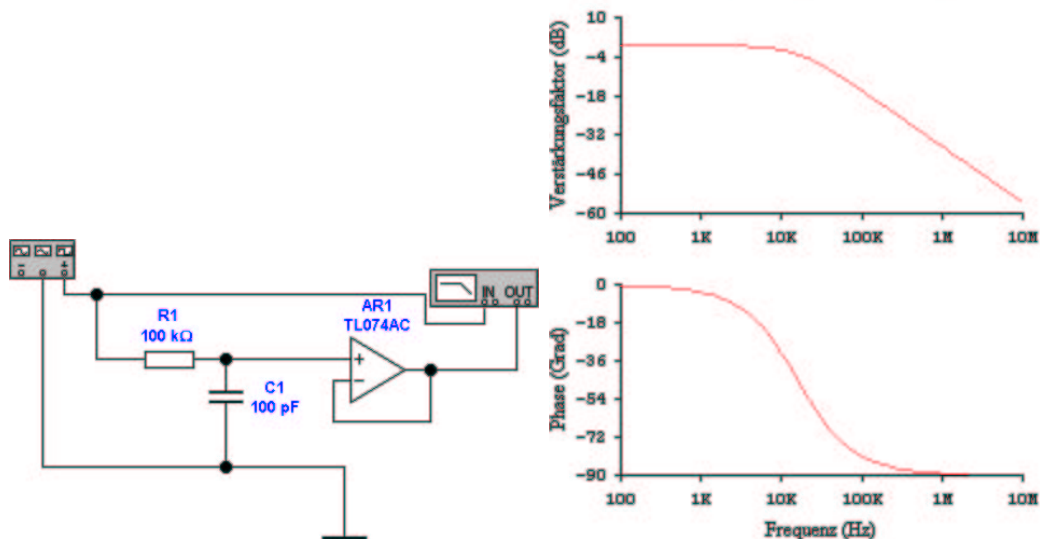 R1
100 kΩ
C1
100 pF
AR1
TL074AC
IN OUT
Verstärkungsfaktor (dB)
10
-4
-18
-32
-46
-60
100 1K 10K 100K 1M 10M
Phase (Grad)
0
-18
-36
-54
-72
-90
100 1K 10K 100K 1M 10M
Frequenz (Hz)